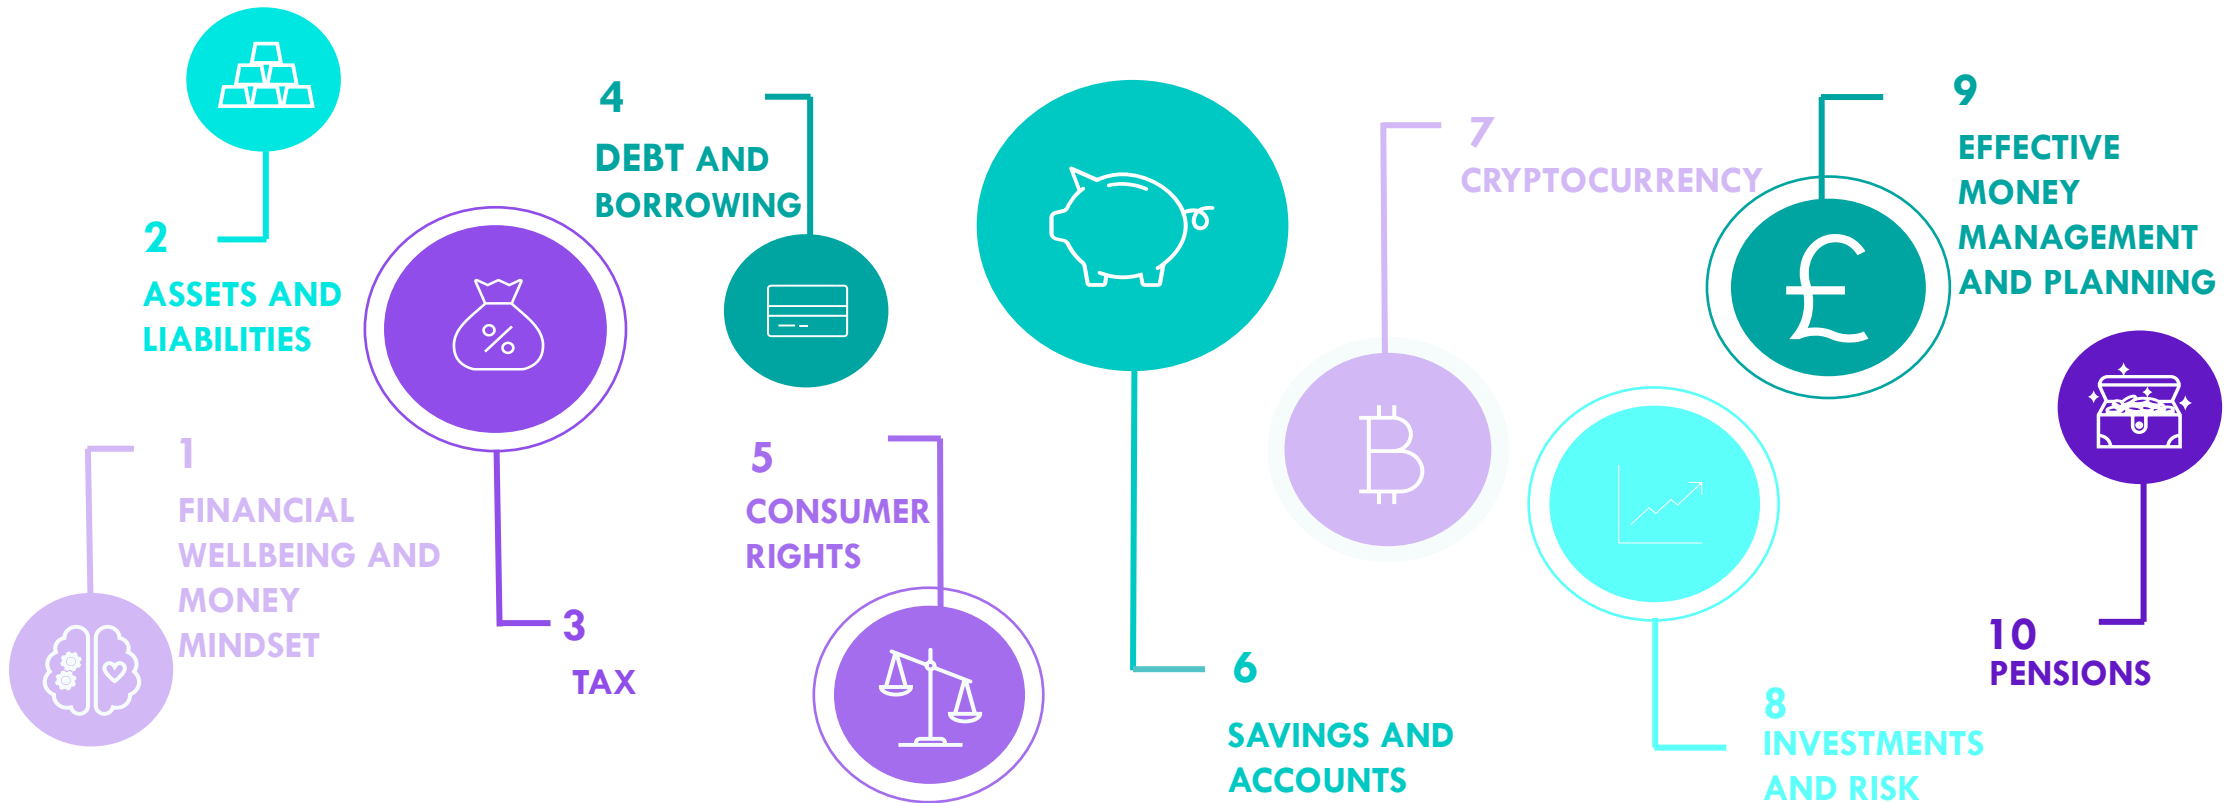 1
FINANCIAL
WELLBEING AND
MONEY
MINDSET
2
ASSETS AND
LIABILITIES
3
TAX
4
DEBT AND
BORROWING
5
CONSUMER
RIGHTS
6
SAVINGS AND
ACCOUNTS
7
CRYPTOCURRENCY
8
INVESTMENTS
AND RISK
9
EFFECTIVE
MONEY
MANAGEMENT
AND PLANNING
10
PENSIONS